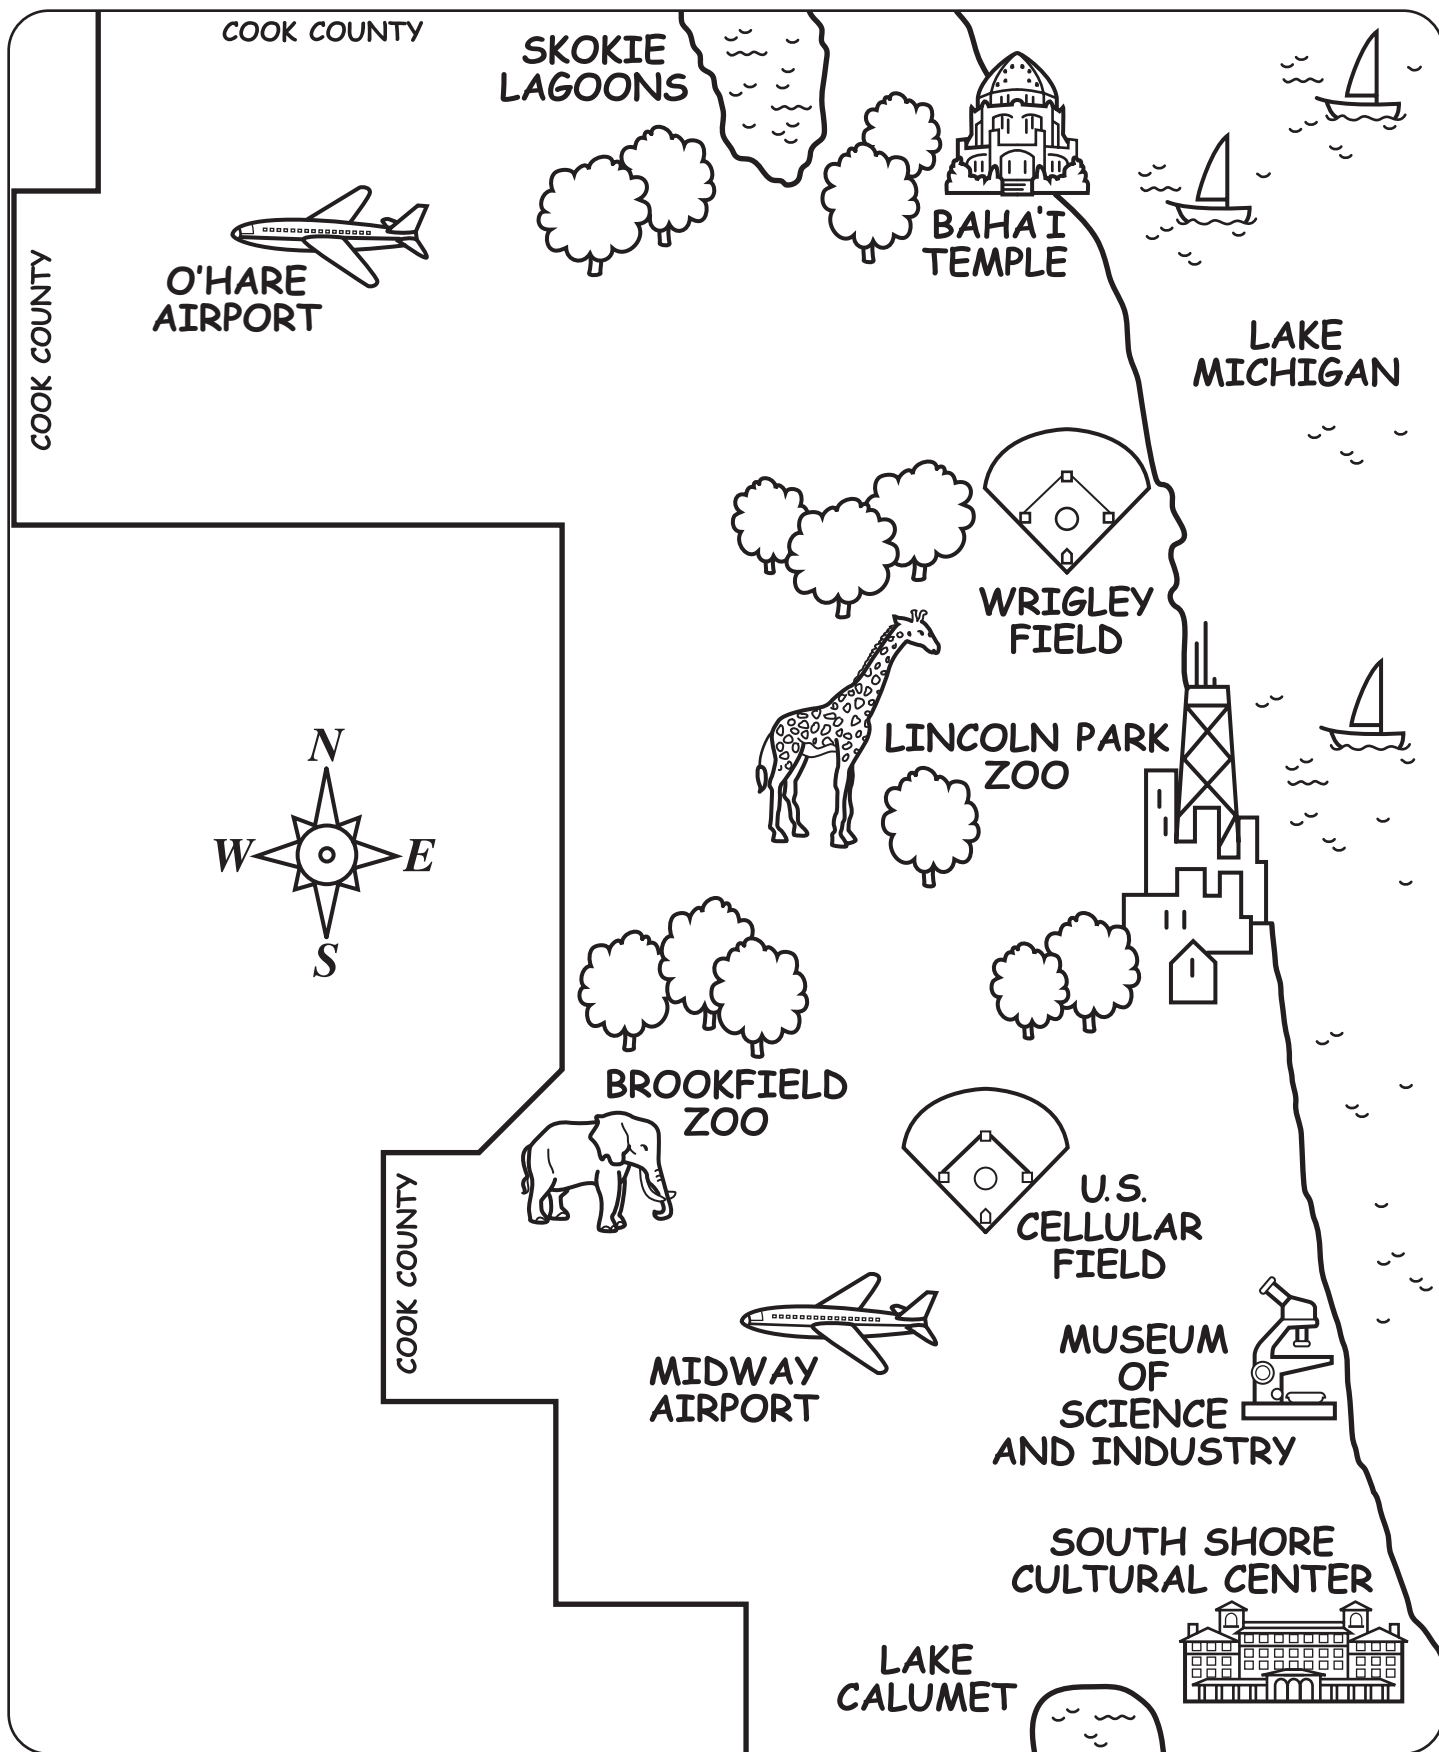 COOK COUNTY
SKOKIE
LAGOONS
BAHA'I
TEMPLE
O'HARE
AIRPORT
COOK COUNTY
LAKE
MICHIGAN
WRIGLEY
FIELD
LINCOLN PARK
ZOO
N
W E
S
BROOKFIELD
ZOO
COOK COUNTY
U.S.
CELLULAR
FIELD
MIDWAY
AIRPORT
MUSEUM
OF
SCIENCE
AND INDUSTRY
SOUTH SHORE
CULTURAL CENTER
LAKE
CALUMET